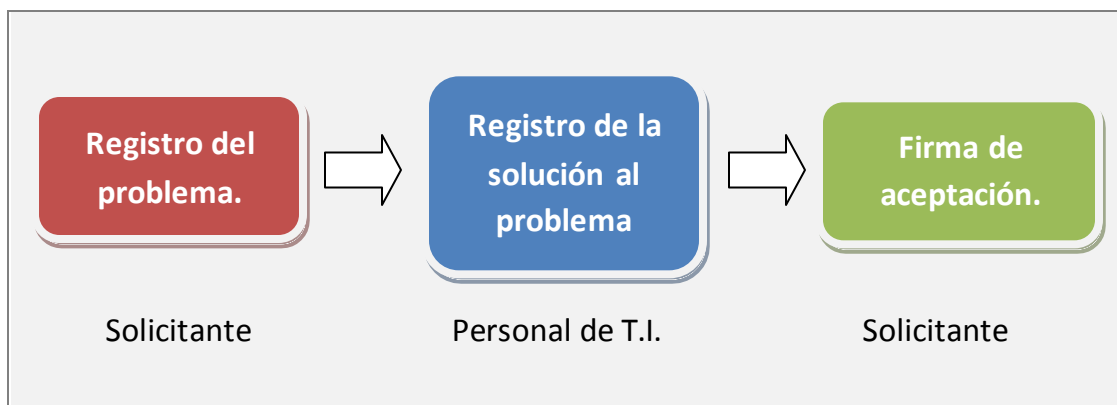 Registro del
problema.
Registro de la
solución al
problema
Firma de
aceptación.
Solicitante
Personal de T.I.
Solicitante